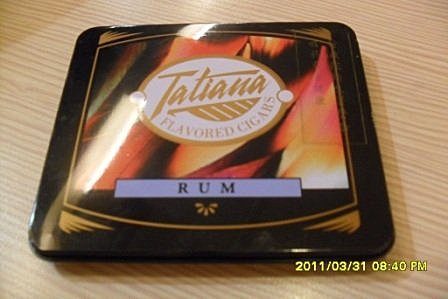 Tatiana
FLAVORED CIGARS
RUM
2011/03/31 08:40 PM